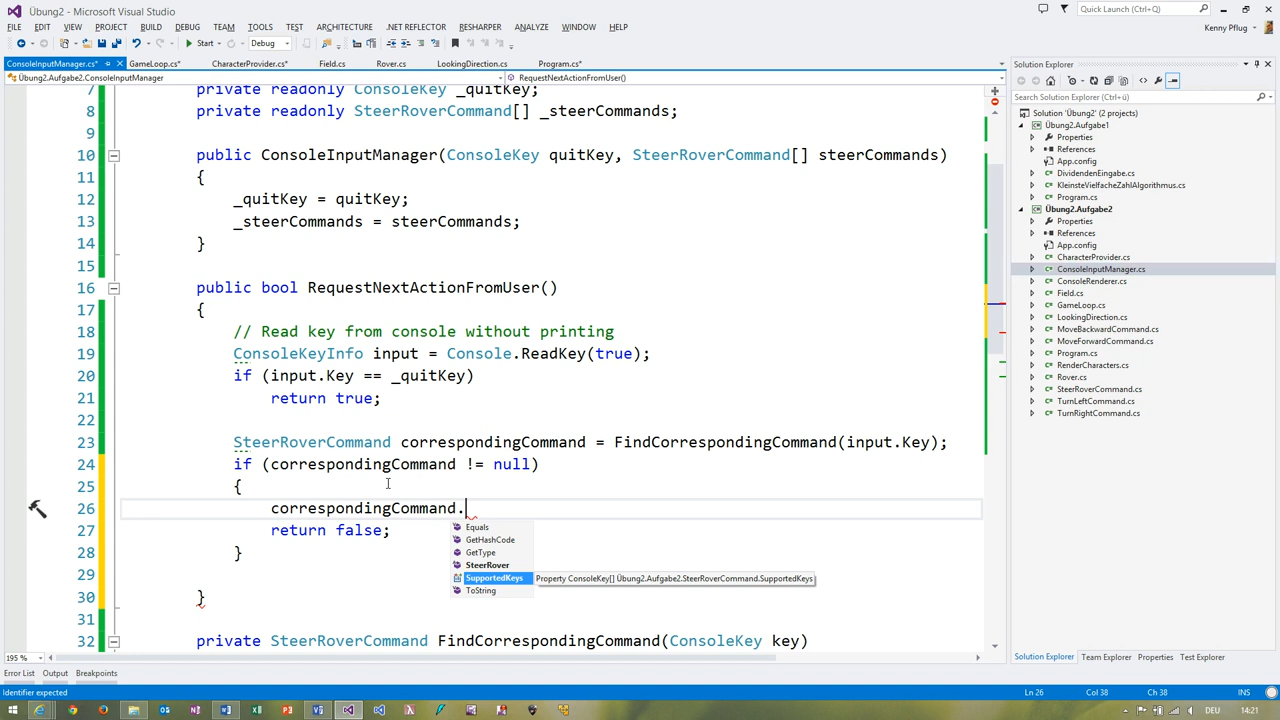 Übung2 - Microsoft Visual Studio
Quick Launch (Ctrl+Q)
FILE EDIT VIEW PROJECT BUILD DEBUG TEAM TOOLS TEST ARCHITECTURE .NET REFLECTOR RESHARPER ANALYZE WINDOW HELP
Kenny Pflug
Start Debug
ConsoleInputManager.cs* GameLoop.cs* CharacterProvider.cs* Field.cs Rover.cs LookingDirection.cs Program.cs*
Übung2.Aufgabe2.ConsoleInputManager RequestNextActionFromUser()
7 private readonly ConsoleKey _quitKey;
8 private readonly SteerRoverCommand[] _steerCommands;
9
10 public ConsoleInputManager(ConsoleKey quitKey, SteerRoverCommand[] steerCommands)
11 {
12 _quitKey = quitKey;
13 _steerCommands = steerCommands;
14 }
15
16 public bool RequestNextActionFromUser()
17 {
18 // Read key from console without printing
19 ConsoleKeyInfo input = Console.ReadKey(true);
20 if (input.Key == _quitKey)
21 return true;
22
23 SteerRoverCommand correspondingCommand = FindCorrespondingCommand(input.Key);
24 if (correspondingCommand != null)
25 {
26 correspondingCommand.
27 return false;
28 }
29
30 }
31
32 private SteerRoverCommand FindCorrespondingCommand(ConsoleKey key)
Equals
GetHashCode
GetType
SteerRover
SupportedKeys
ToString
Property ConsoleKey[] Übung2.Aufgabe2.SteerRoverCommand.SupportedKeys
195 %
Error List Output Breakpoints
Identifier expected
Ln 26 Col 38 Ch 38 INS
Solution Explorer
Search Solution Explorer (Ctrl+ü)
Solution 'Übung2' (2 projects)
Übung2.Aufgabe1
Properties
References
App.config
DividendenEingabe.cs
KleinsteVielfacheZahlAlgorithmus.cs
Program.cs
Übung2.Aufgabe2
Properties
References
App.config
CharacterProvider.cs
ConsoleInputManager.cs
ConsoleRenderer.cs
Field.cs
GameLoop.cs
LookingDirection.cs
MoveBackwardCommand.cs
MoveForwardCommand.cs
Program.cs
RenderCharacters.cs
Rover.cs
SteerRoverCommand.cs
TurnLeftCommand.cs
TurnRightCommand.cs
Solution Explorer Team Explorer Properties Test Explorer
DEU 14:21